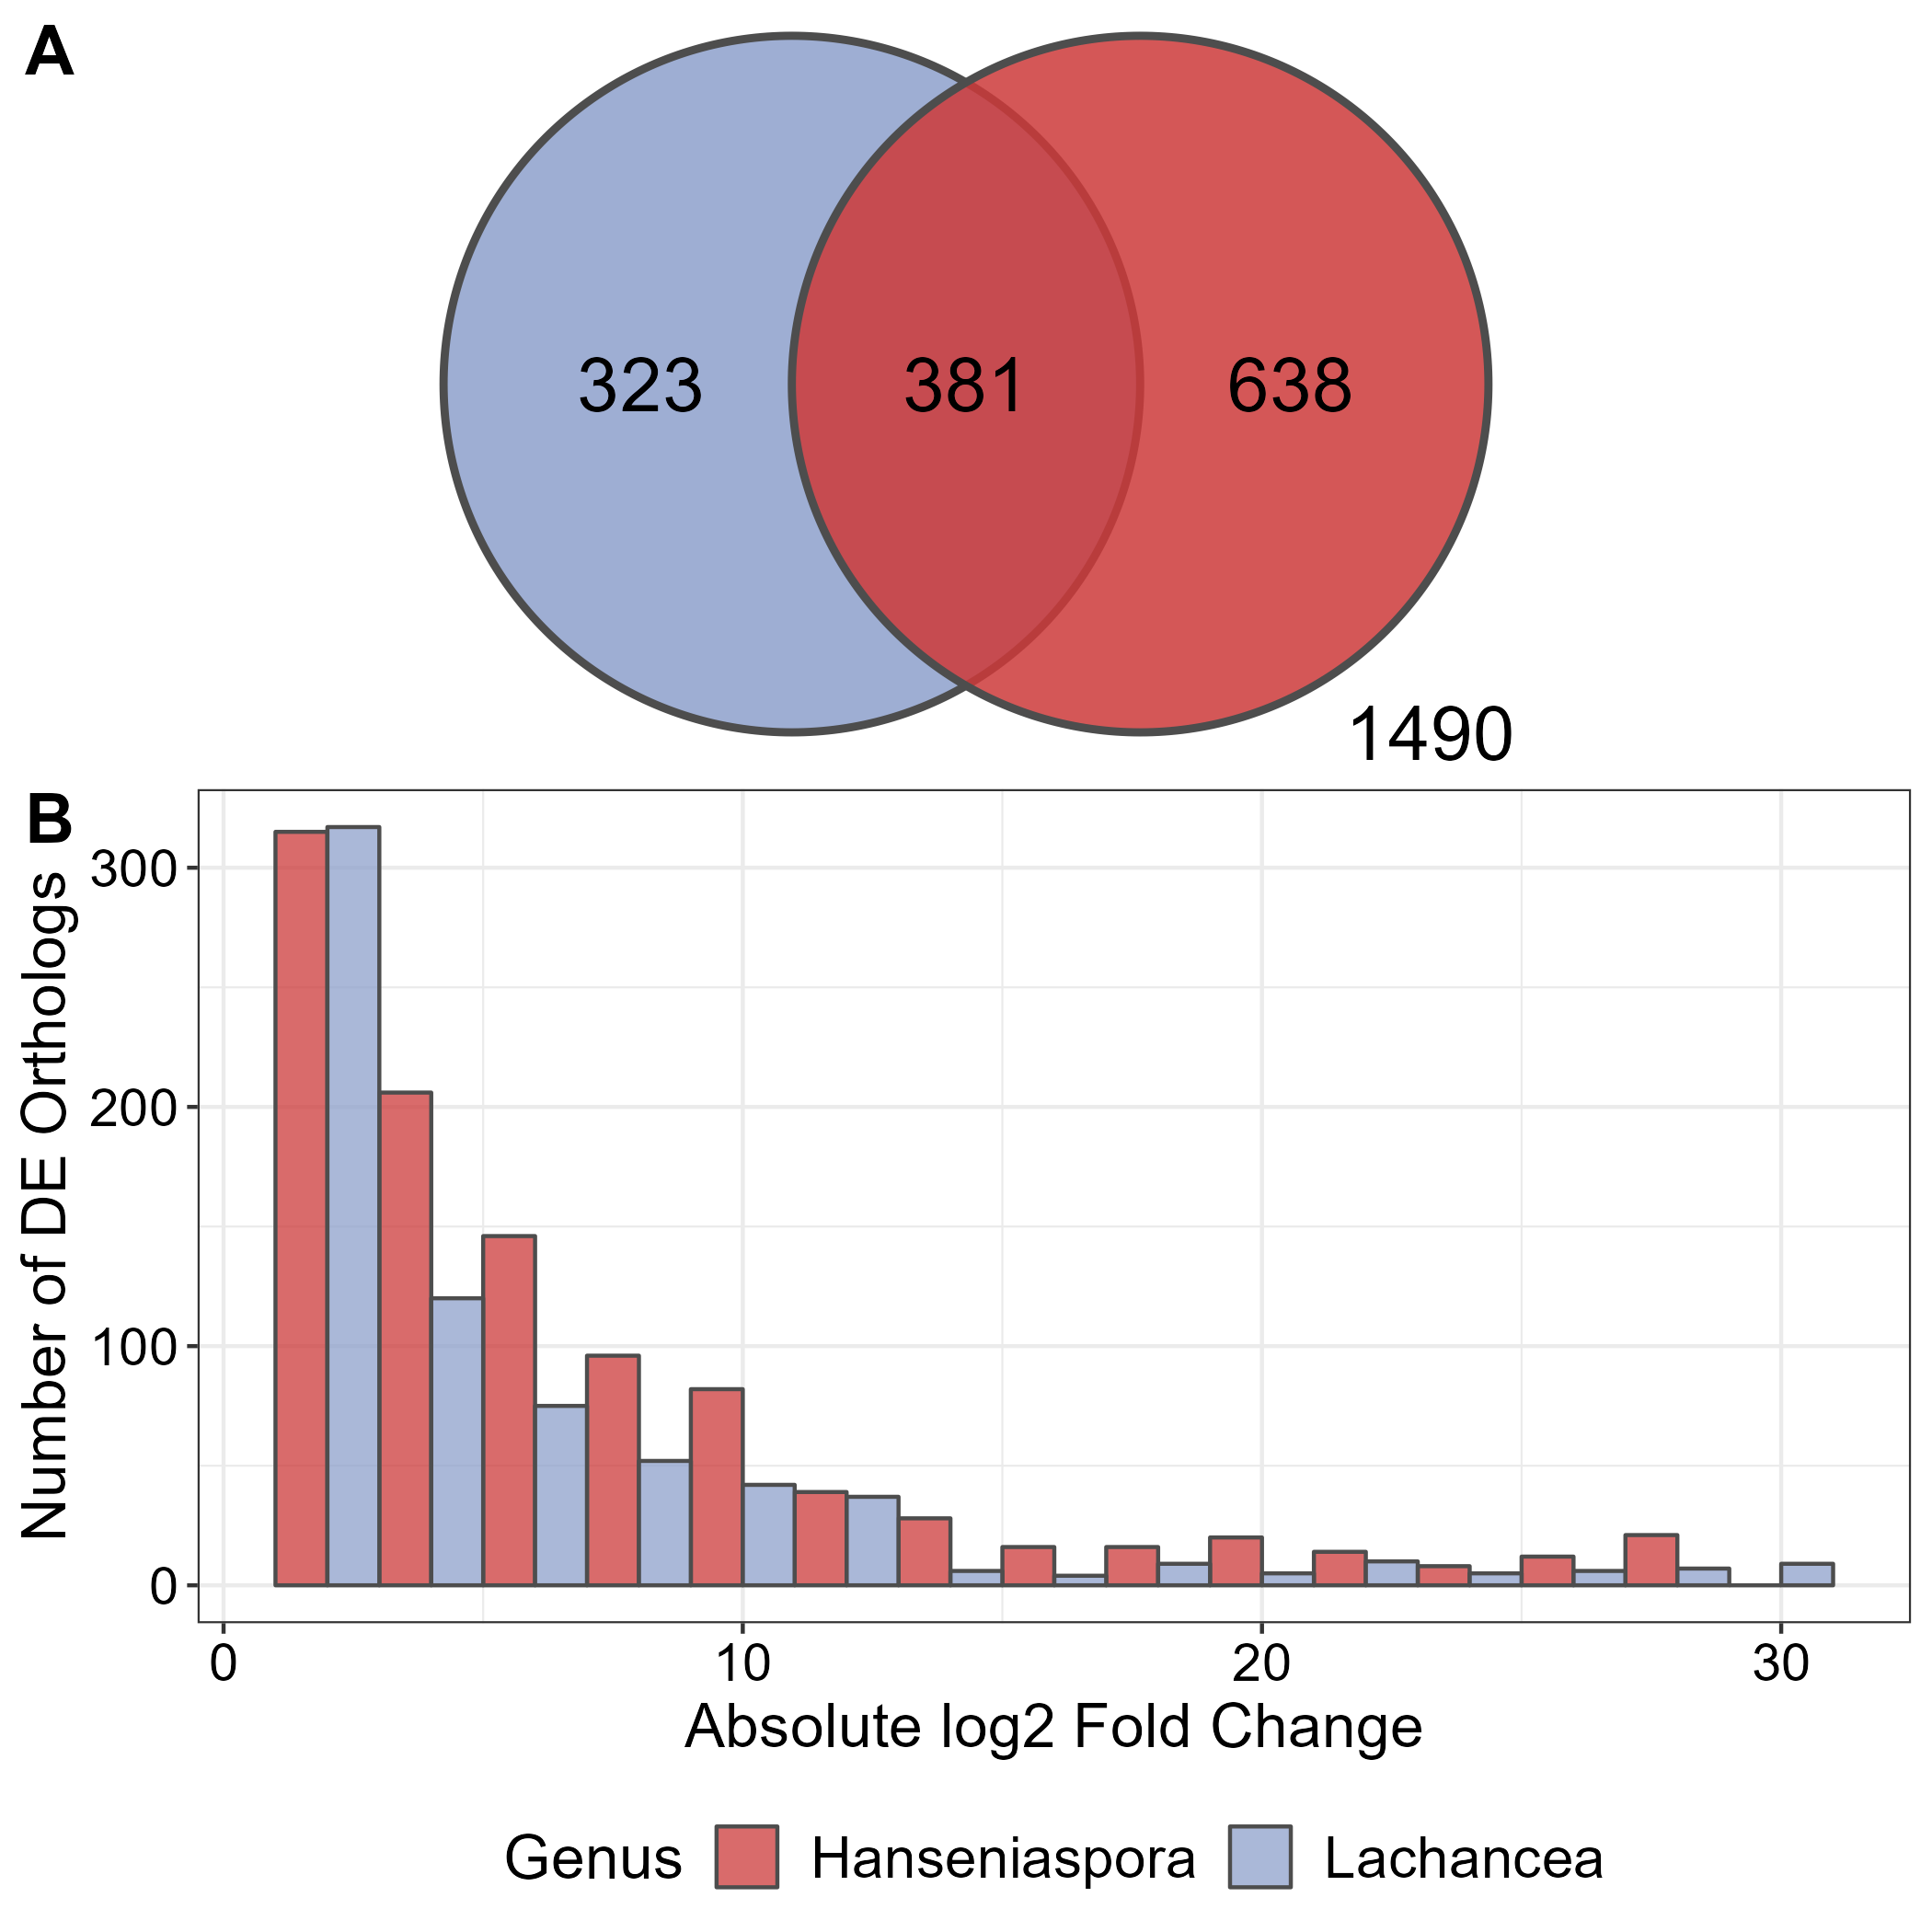 A
323 381 638
1490
B
Number of DE Orthologs
300
200
100
0
0 10 20 30
Absolute log2 Fold Change
Genus Hanseniaspora Lachancea